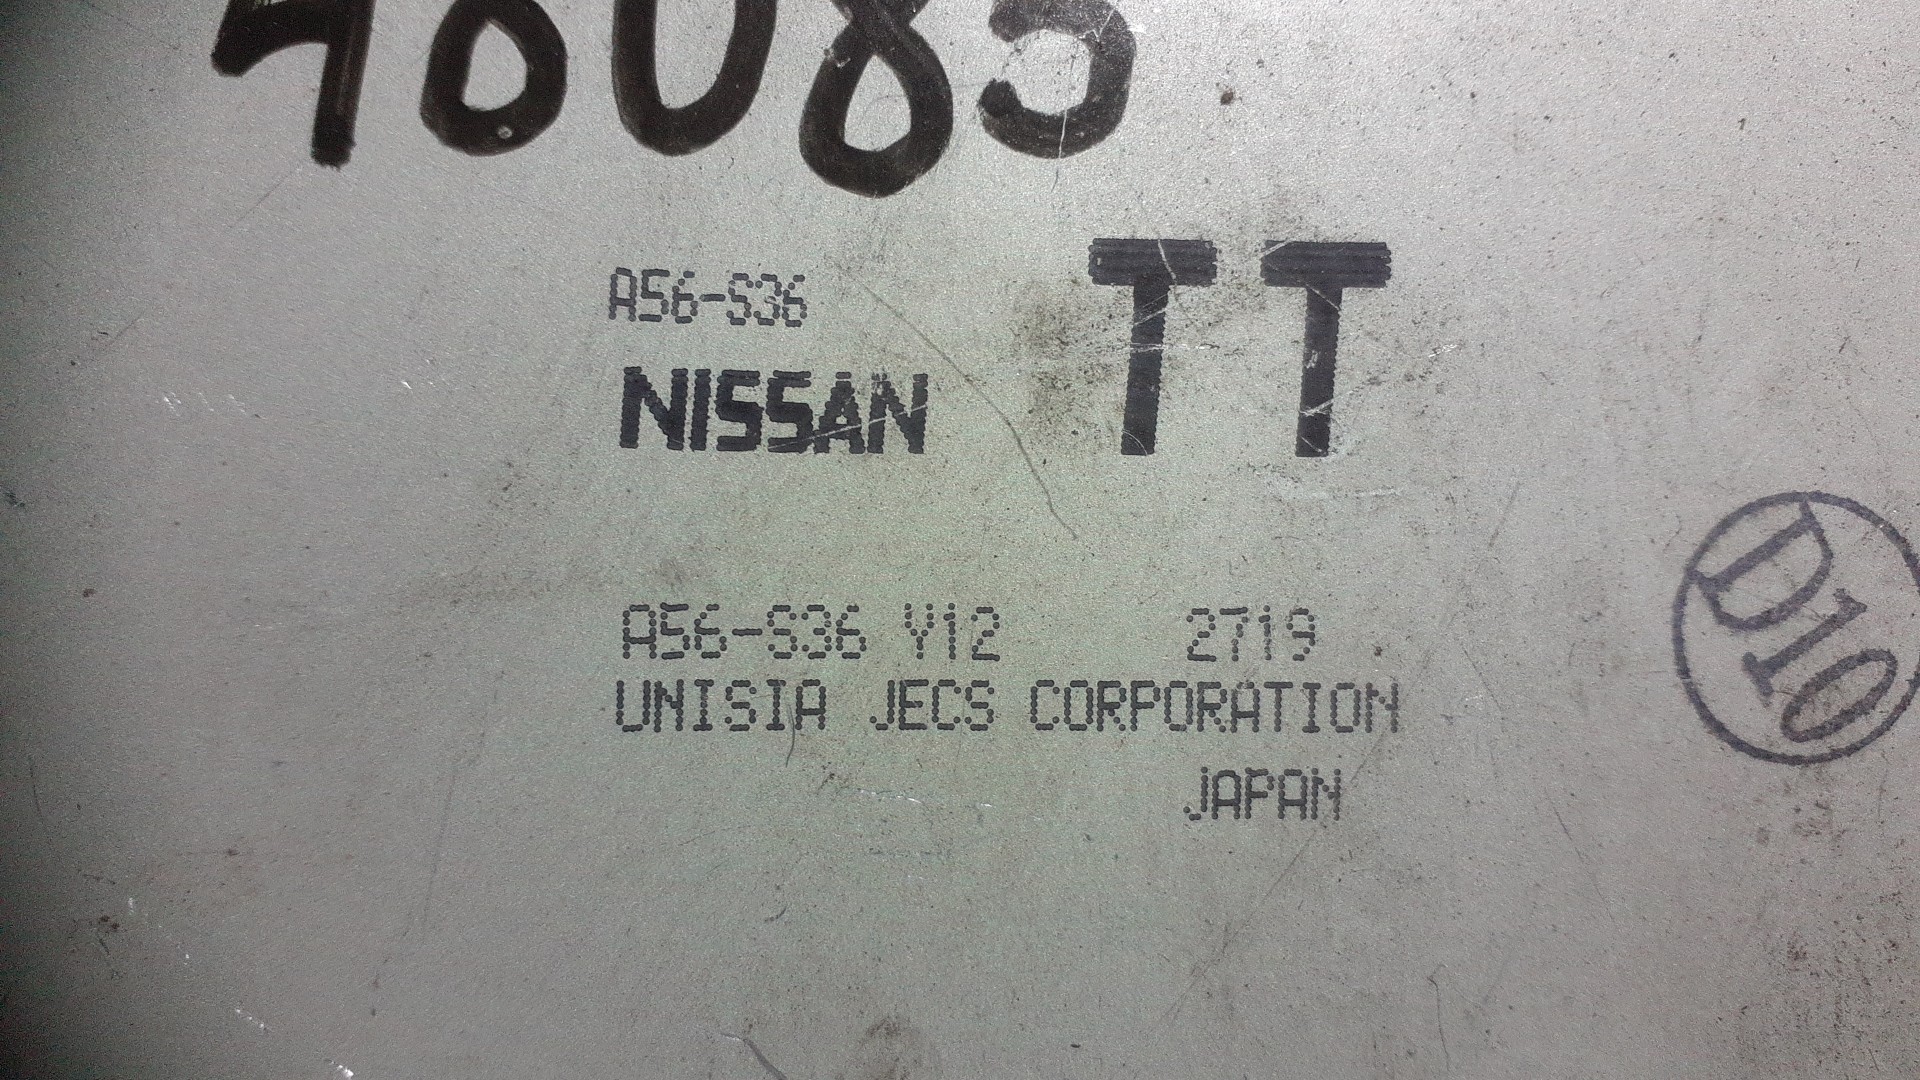 A56-S36
TT
NISSAN
A56-S36 Y12 2719
UNISIA JECS CORPORATION
JAPAN
D10